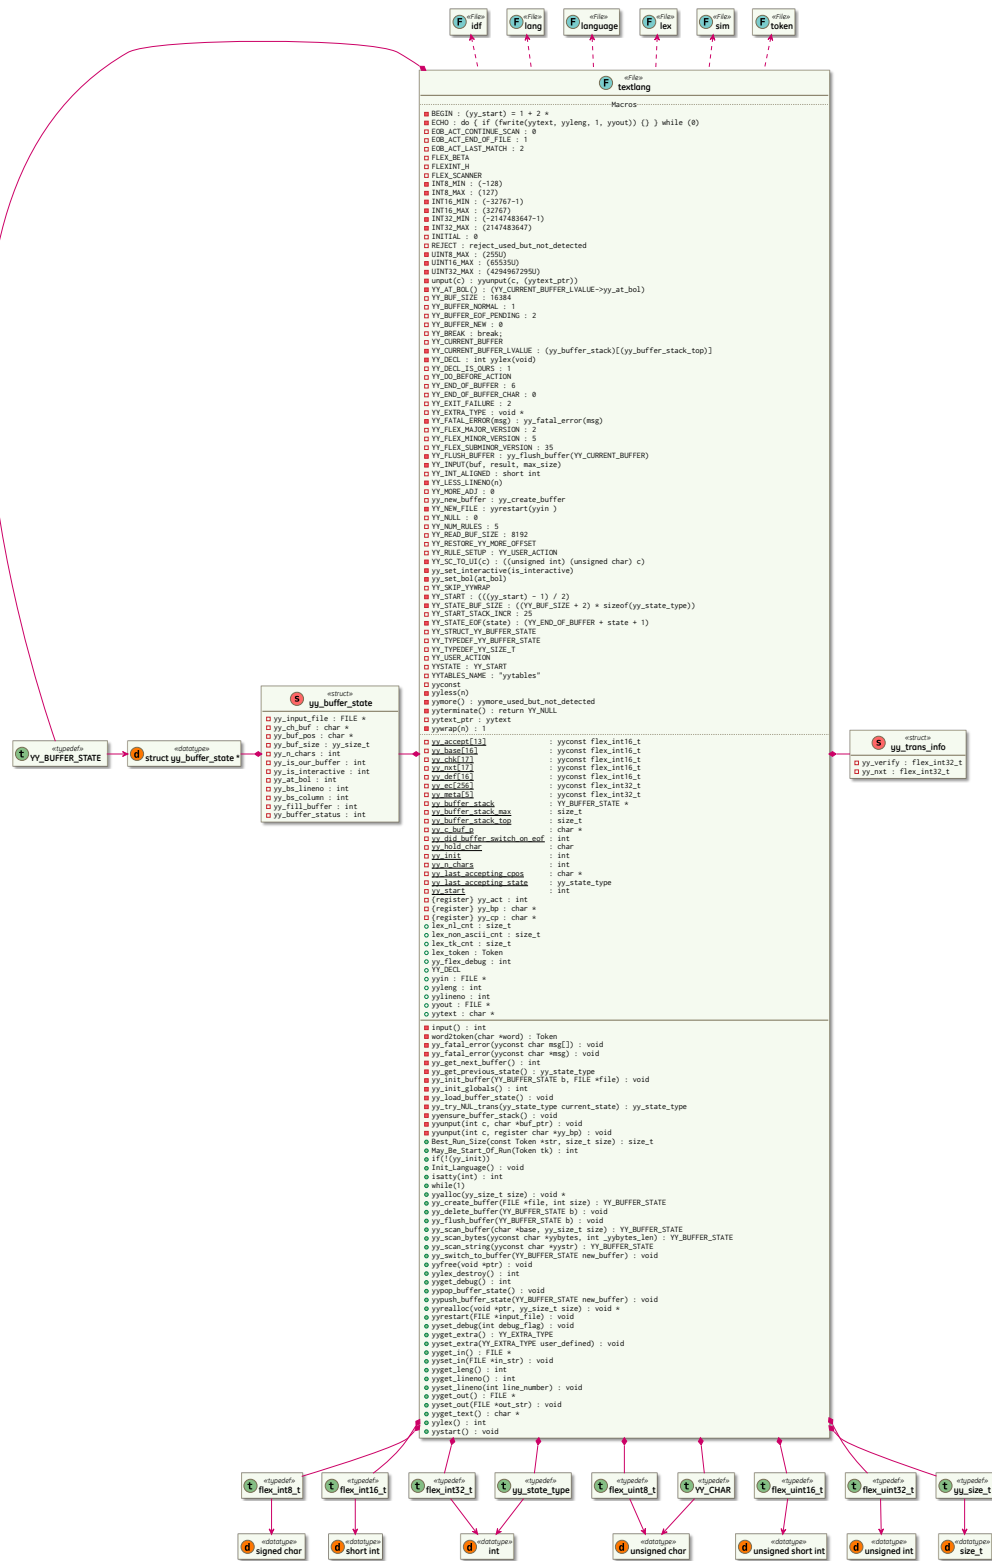 «File»
F idf
«File»
F lang
«File»
F language
«File»
F lex
«File»
F sim
«File»
F token
«File»
F textlang
Macros
BEGIN : (yy_start) = 1 + 2 *
ECHO : do { if (fwrite(yytext, yyleng, 1, yyout)) {} } while (0)
EOB_ACT_CONTINUE_SCAN : 0
EOB_ACT_END_OF_FILE : 1
EOB_ACT_LAST_MATCH : 2
FLEX_BETA
FLEXINT_H
FLEX_SCANNER
INT8_MIN : (-128)
INT8_MAX : (127)
INT16_MIN : (-32767-1)
INT16_MAX : (32767)
INT32_MIN : (-2147483647-1)
INT32_MAX : (2147483647)
INITIAL : 0
REJECT : reject_used_but_not_detected
UINT8_MAX : (255U)
UINT16_MAX : (65535U)
UINT32_MAX : (4294967295U)
unput(c) : yyunput(c, (yytext_ptr))
YY_AT_BOL() : (YY_CURRENT_BUFFER_LVALUE->yy_at_bol)
YY_BUF_SIZE : 16384
YY_BUFFER_NORMAL : 1
YY_BUFFER_EOF_PENDING : 2
YY_BUFFER_NEW : 0
YY_BREAK : break;
YY_CURRENT_BUFFER
YY_CURRENT_BUFFER_LVALUE : (yy_buffer_stack)[(yy_buffer_stack_top)]
YY_DECL : int yylex(void)
YY_DECL_IS_OURS : 1
YY_DO_BEFORE_ACTION
YY_END_OF_BUFFER : 6
YY_END_OF_BUFFER_CHAR : 0
YY_EXIT_FAILURE : 2
YY_EXTRA_TYPE : void *
YY_FATAL_ERROR(msg) : yy_fatal_error(msg)
YY_FLEX_MAJOR_VERSION : 2
YY_FLEX_MINOR_VERSION : 5
YY_FLEX_SUBMINOR_VERSION : 35
YY_FLUSH_BUFFER : yy_flush_buffer(YY_CURRENT_BUFFER)
YY_INPUT(buf, result, max_size)
YY_INT_ALIGNED : short int
YY_LESS_LINENO(n)
YY_MORE_ADJ : 0
yy_new_buffer : yy_create_buffer
YY_NEW_FILE : yyrestart(yyin )
YY_NULL : 0
YY_NUM_RULES : 5
YY_READ_BUF_SIZE : 8192
YY_RESTORE_YY_MORE_OFFSET
YY_RULE_SETUP : YY_USER_ACTION
YY_SC_TO_UI(c) : ((unsigned int) (unsigned char) c)
yy_set_interactive(is_interactive)
yy_set_bol(at_bol)
YY_SKIP_YYWRAP
YY_START : (((yy_start) - 1) / 2)
YY_STATE_BUF_SIZE : ((YY_BUF_SIZE + 2) * sizeof(yy_state_type))
YY_START_STACK_INCR : 25
YY_STATE_EOF(state) : (YY_END_OF_BUFFER + state + 1)
YY_STRUCT_YY_BUFFER_STATE
YY_TYPEDEF_YY_BUFFER_STATE
YY_TYPEDEF_YY_SIZE_T
YY_USER_ACTION
YYSTATE : YY_START
YYTABLES_NAME : "yytables"
yyconst
yyless(n)
yymore() : yymore_used_but_not_detected
yyterminate() : return YY_NULL
yytext_ptr : yytext
yywrap(n) : 1
yy_accept[13] : yyconst flex_int16_t
yy_base[16] : yyconst flex_int16_t
yy_chk[17] : yyconst flex_int16_t
yy_nxt[17] : yyconst flex_int16_t
yy_def[16] : yyconst flex_int16_t
yy_ec[256] : yyconst flex_int32_t
yy_meta[5] : yyconst flex_int32_t
yy_buffer_stack : YY_BUFFER_STATE *
yy_buffer_stack_max : size_t
yy_buffer_stack_top : size_t
yy_c_buf_p : char *
yy_did_buffer_switch_on_eof : int
yy_hold_char : char
yy_init : int
yy_n_chars : int
yy_last_accepting_cpos : char *
yy_last_accepting_state : yy_state_type
yy_start : int
{register} yy_act : int
{register} yy_bp : char *
{register} yy_cp : char *
lex_nl_cnt : size_t
lex_non_ascii_cnt : size_t
lex_tk_cnt : size_t
lex_token : Token
yy_flex_debug : int
YY_DECL
yyin : FILE *
yyleng : int
yylineno : int
yyout : FILE *
yytext : char *
input() : int
word2token(char *word) : Token
yy_fatal_error(yyconst char msg[]) : void
yy_fatal_error(yyconst char *msg) : void
yy_get_next_buffer() : int
yy_get_previous_state() : yy_state_type
yy_init_buffer(YY_BUFFER_STATE b, FILE *file) : void
yy_init_globals() : int
yy_load_buffer_state() : void
yy_try_NUL_trans(yy_state_type current_state) : yy_state_type
yyensure_buffer_stack() : void
yyunput(int c, char *buf_ptr) : void
yyunput(int c, register char *yy_bp) : void
Best_Run_Size(const Token *str, size_t size) : size_t
May_Be_Start_Of_Run(Token tk) : int
if(!(yy_init))
Init_Language() : void
isatty(int) : int
while(1)
yyalloc(yy_size_t size) : void *
yy_create_buffer(FILE *file, int size) : YY_BUFFER_STATE
yy_delete_buffer(YY_BUFFER_STATE b) : void
yy_flush_buffer(YY_BUFFER_STATE b) : void
yy_scan_buffer(char *base, yy_size_t size) : YY_BUFFER_STATE
yy_scan_bytes(yyconst char *yybytes, int _yybytes_len) : YY_BUFFER_STATE
yy_scan_string(yyconst char *yystr) : YY_BUFFER_STATE
yy_switch_to_buffer(YY_BUFFER_STATE new_buffer) : void
yyfree(void *ptr) : void
yylex_destroy() : int
yyget_debug() : int
yypop_buffer_state() : void
yypush_buffer_state(YY_BUFFER_STATE new_buffer) : void
yyrealloc(void *ptr, yy_size_t size) : void *
yyrestart(FILE *input_file) : void
yyset_debug(int debug_flag) : void
yyget_extra() : YY_EXTRA_TYPE
yyset_extra(YY_EXTRA_TYPE user_defined) : void
yyget_in() : FILE *
yyset_in(FILE *in_str) : void
yyget_leng() : int
yyget_lineno() : int
yyset_lineno(int line_number) : void
yyget_out() : FILE *
yyset_out(FILE *out_str) : void
yyget_text() : char *
yylex() : int
yystart() : void
«struct»
S yy_buffer_state
yy_input_file : FILE *
yy_ch_buf : char *
yy_buf_pos : char *
yy_buf_size : yy_size_t
yy_n_chars : int
yy_is_our_buffer : int
yy_is_interactive : int
yy_at_bol : int
yy_bs_lineno : int
yy_bs_column : int
yy_fill_buffer : int
yy_buffer_status : int
«typedef»
t YY_BUFFER_STATE
«datatype»
d struct yy_buffer_state *
«struct»
S yy_trans_info
yy_verify : flex_int32_t
yy_nxt : flex_int32_t
«typedef»
t flex_int8_t
«typedef»
t flex_int16_t
«typedef»
t flex_int32_t
«typedef»
t yy_state_type
«typedef»
t flex_uint8_t
«typedef»
t YY_CHAR
«typedef»
t flex_uint16_t
«typedef»
t flex_uint32_t
«typedef»
t yy_size_t
«datatype»
d signed char
«datatype»
d short int
«datatype»
d int
«datatype»
d unsigned char
«datatype»
d unsigned short int
«datatype»
d unsigned int
«datatype»
d size_t